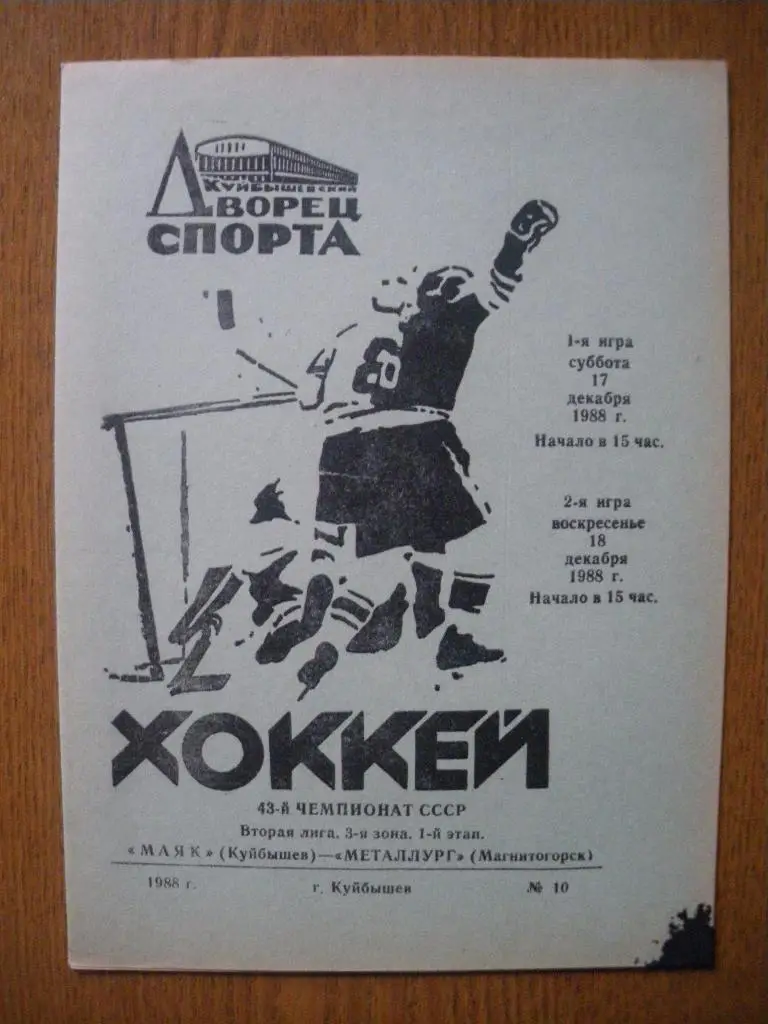 КУЙБЫШЕВСКИЙ
ДВОРЕЦ
СПОРТА
8
1-я игра
суббота
17
декабря
1988 г.
Начало в 15 час.
2-я игра
воскресенье
18
декабря
1988 г.
Начало в 15 час.
ХОККЕЙ
43-й ЧЕМПИОНАТ СССР
Вторая лига. 3-я зона. 1-й этап.
«МАЯК» (Куйбышев)—«МЕТАЛЛУРГ» (Магнитогорск)
1988 г. г. Куйбышев № 10